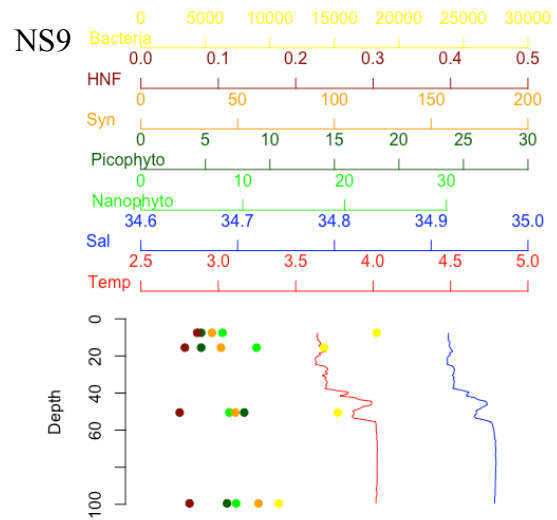 NS9
0 5000 10000 15000 20000 25000 30000
Bacteria
0.0 0.1 0.2 0.3 0.4 0.5
HNF
0 50 100 150 200
Syn
0 5 10 15 20 25 30
Picophyto
0 10 20 30
Nanophyto
34.6 34.7 34.8 34.9 35.0
Sal
2.5 3.0 3.5 4.0 4.5 5.0
Temp
0
20
40
60
100
Depth